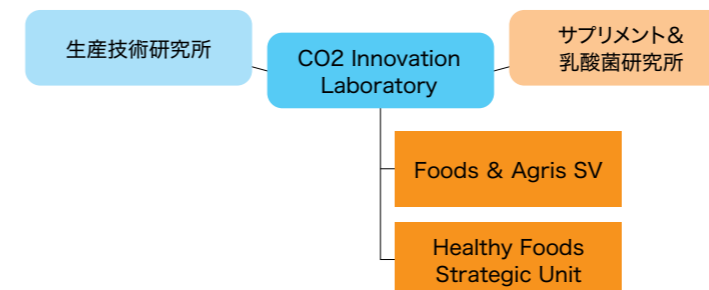 生産技術研究所
CO2 Innovation
Laboratory
サプリメント＆
乳酸菌研究所
Foods & Agris SV
Healthy Foods
Strategic Unit